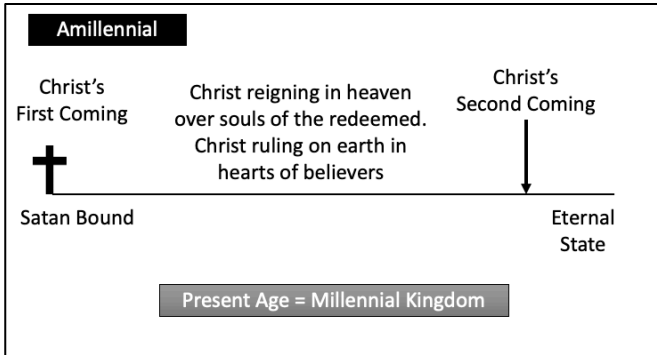 Amillennial
Christ’s
First Coming
Christ reigning in heaven
over souls of the redeemed.
Christ ruling on earth in
hearts of believers
Christ’s
Second Coming
Satan Bound
Eternal
State
Present Age = Millennial Kingdom